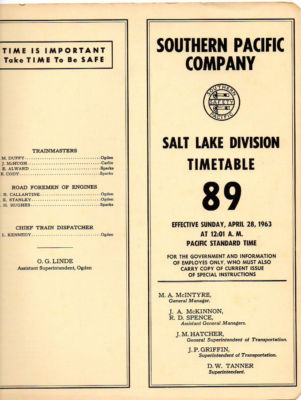 TIME IS IMPORTANT
Take TIME To Be SAFE
TRAINMASTERS
M. DUFFY Ogden
J. McHUGH Carlin
E. ALWARD Sparks
CODY Sparks
ROAD FOREMEN OF ENGINES
R. BALLANTINE Ogden
E. STANLEY Ogden
H. HUGHES Sparks
CHIEF TRAIN DISPATCHER
L. KENNEDY Ogden
O. G. LINDE
Assistant Superintendent, Ogden
SOUTHERN PACIFIC
COMPANY
SOUTHERN
SAFETY
PACIFIC
SALT LAKE DIVISION
TIMETABLE
89
EFFECTIVE SUNDAY, APRIL 28, 1963
AT 12:01 A. M.
PACIFIC STANDARD TIME
FOR THE GOVERNMENT AND INFORMATION
OF EMPLOYES ONLY, WHO MUST ALSO
CARRY COPY OF CURRENT ISSUE
OF SPECIAL INSTRUCTIONS
M. A. McINTYRE,
General Manager.
J. A. McKINNON,
R. D. SPENCE,
Assistant General Managers.
J. M. HATCHER,
General Superintendent of Transportation.
J. P. GRIFFIN,
Superintendent of Transportation.
D. W. TANNER
Superintendent.